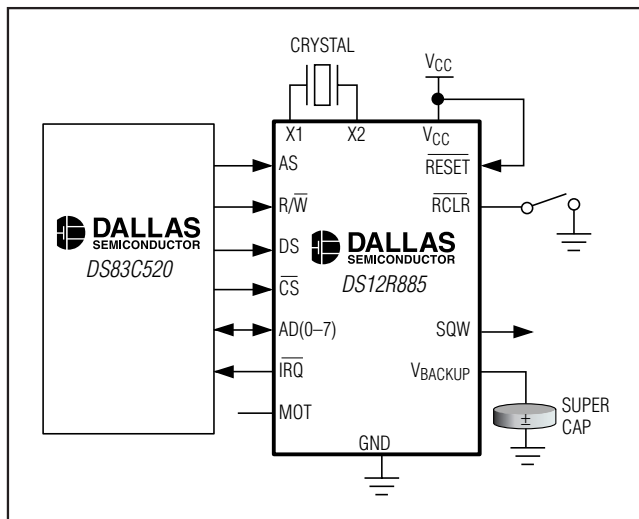 CRYSTAL
VCC
X1 X2 VCC
AS RESET
R/W RCLR
DALLAS
SEMICONDUCTOR
DS83C520
DS
DALLAS
SEMICONDUCTOR
DS12R885
CS
AD(0–7) SQW
IRQ VBACKUP
MOT
SUPER
CAP
±
GND